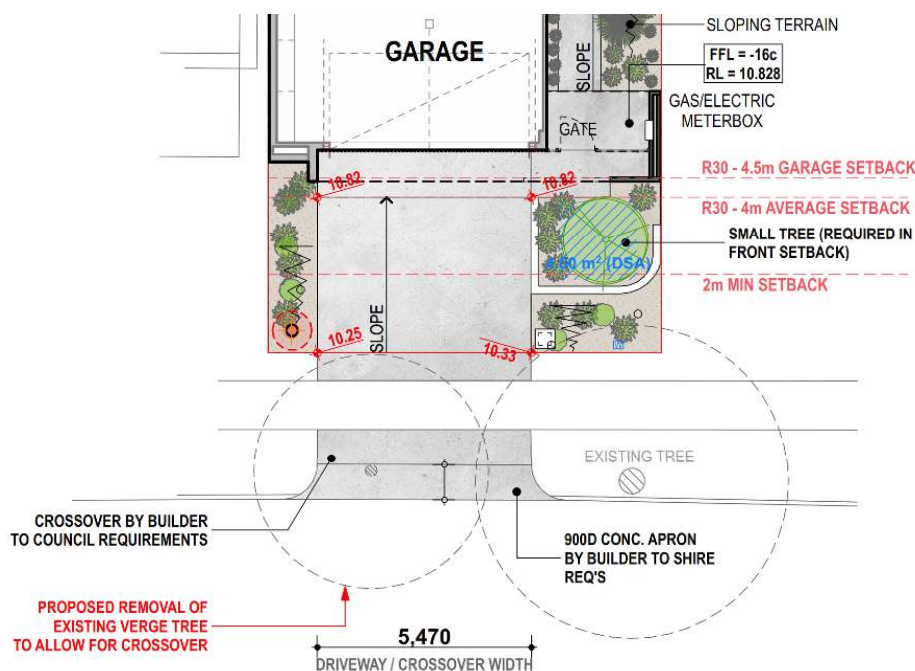 GARAGE
SLOPE
SLOPING TERRAIN
FFL = -16c
RL = 10.828
GAS/ELECTRIC
METERBOX
GATE
R30 - 4.5m GARAGE SETBACK
10.82
10.82
R30 - 4m AVERAGE SETBACK
SMALL TREE (REQUIRED IN
FRONT SETBACK)
m² (DSA)
2m MIN SETBACK
SLOPE
10.25
10.33
EXISTING TREE
CROSSOVER BY BUILDER
TO COUNCIL REQUIREMENTS
900D CONC. APRON
BY BUILDER TO SHIRE
REQ'S
PROPOSED REMOVAL OF
EXISTING VERGE TREE
TO ALLOW FOR CROSSOVER
5,470
DRIVEWAY / CROSSOVER WIDTH